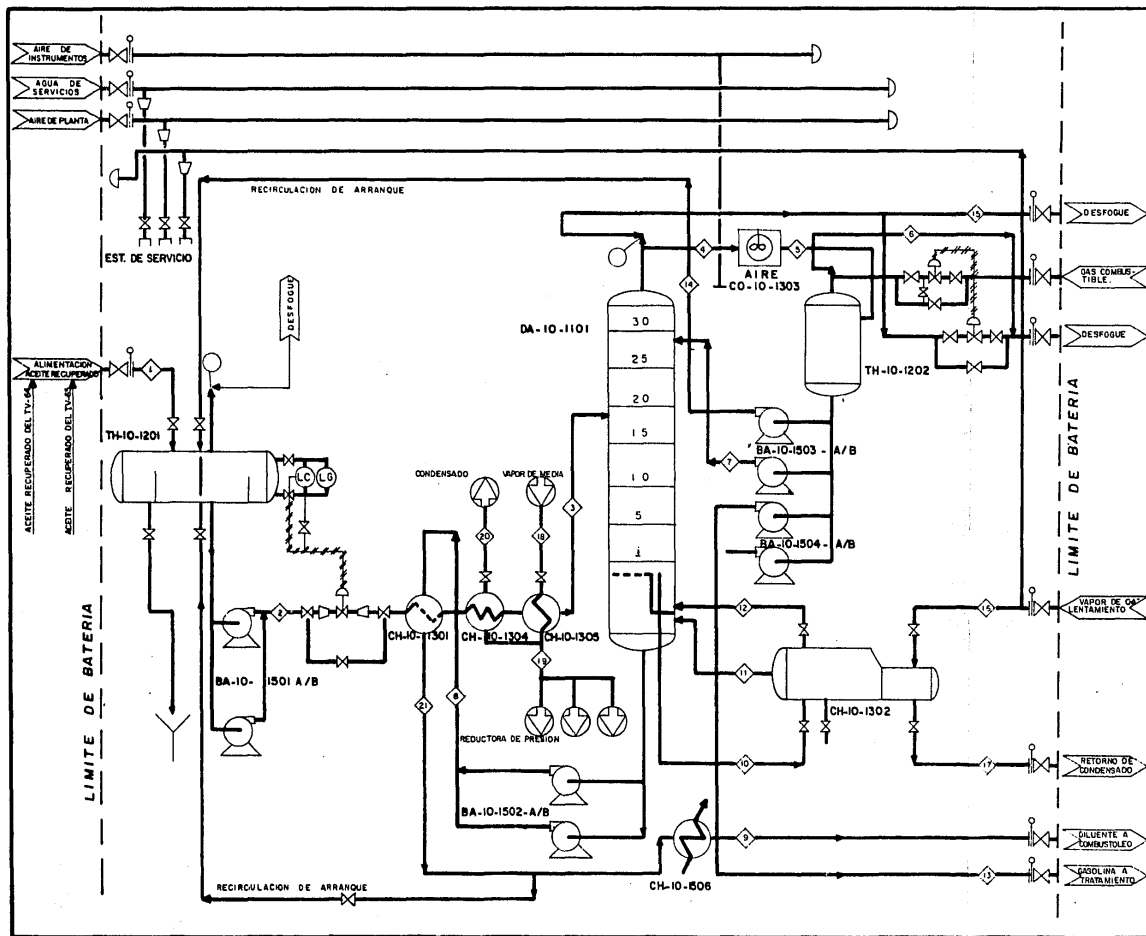 AIRE DE
INSTRUMENTOS
AGUA DE
SERVICIOS
AIRE DE PLANTA
RECIRCULACION DE ARRANQUE
EST. DE SERVICIO
DESFOGUE
15
DESFOGUE
4
5
6
AIRE
CO-10-1303
GAS COMBUS-
TIBLE.
14
DA-10-1101
30
25
20
15
10
5
1
DESFOGUE
TH-10-1202
ALIMENTACION
ACEITE RECUPERADO
1
ACEITE RECUPERADO DEL TV-64
ACEITE RECUPERADO DEL TV-65
TH-10-1201
LC
LG
CONDENSADO
VAPOR DE MEDIA
20
18
3
BA-10-1503 - A/B
7
BA-10-1504 - A/B
LIMITE DE BATERIA
LIMITE DE BATERIA
2
CH-10-1301
CH-10-1304
CH-10-1305
12
VAPOR DE
LENTAMIENTO
11
CH-10-1302
BA-10-
1501 A/B
21
8
19
REDUCTORA DE PRESION
10
17
RETORNO DE
CONDENSADO
BA-10-1502-A/B
9
DILUENTE A
COMBUSTOLEO
CH-10-1506
13
GASOLINA A
TRATAMIENTO
RECIRCULACION DE ARRANQUE